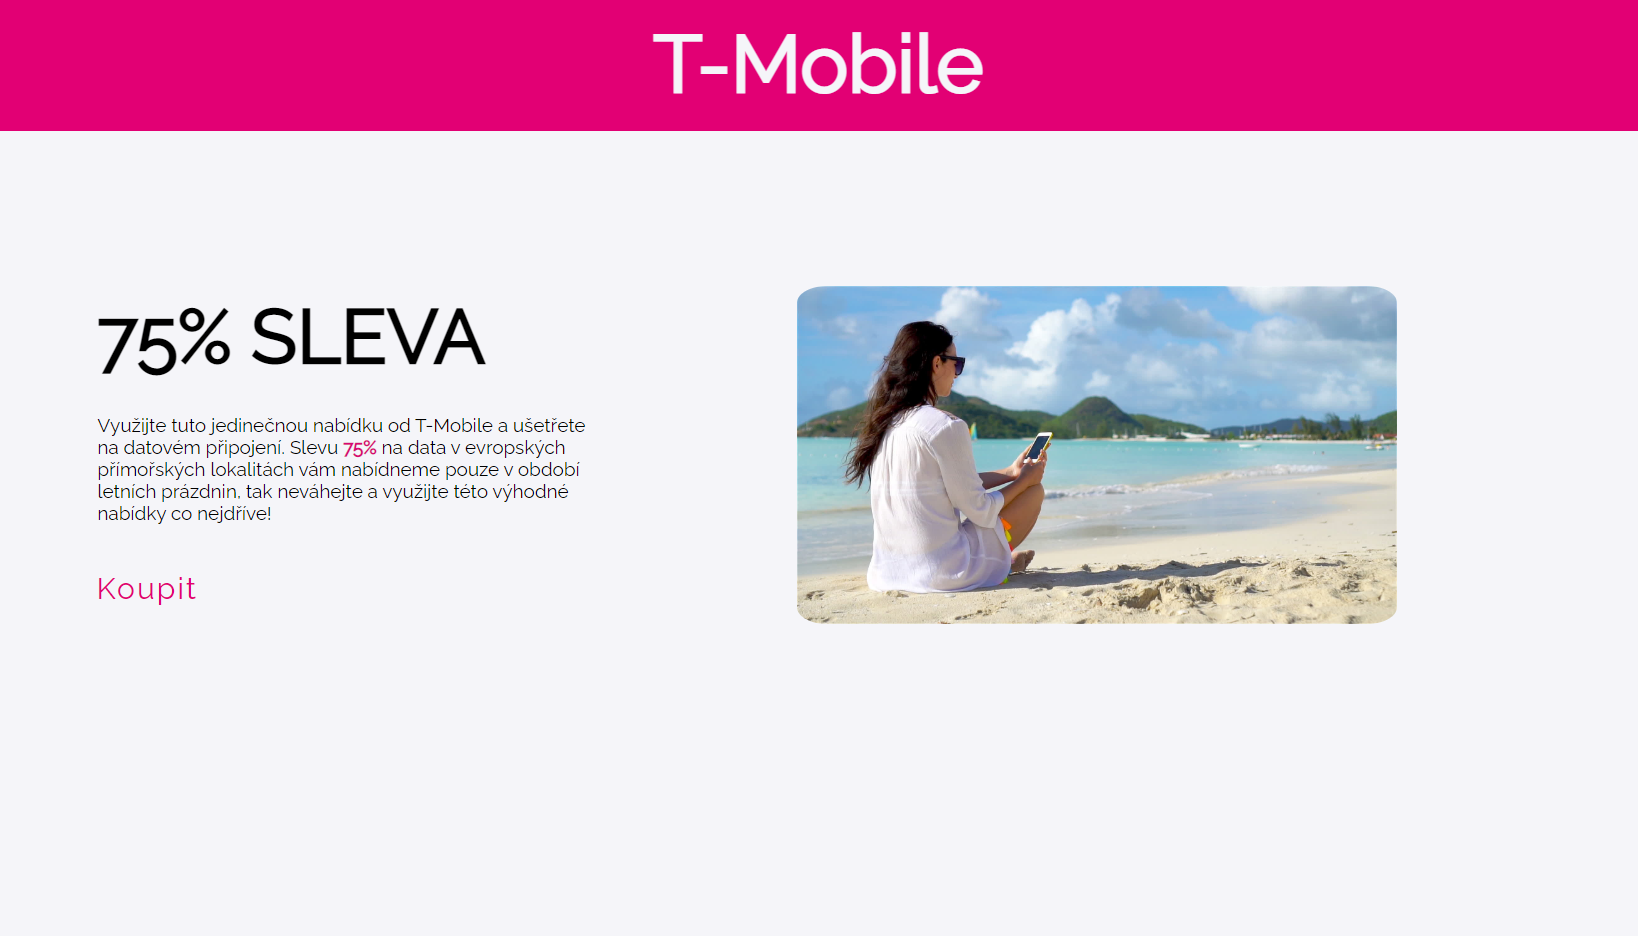 T-Mobile
75% SLEVA
Využijte tuto jedinečnou nabídku od T-Mobile a ušetřete
na datovém připojení. Slevu 75% na data v evropských
přímořských lokalitách vám nabídneme pouze v období
letních prázdnin, tak neváhejte a využijte této výhodné
nabídky co nejdříve!
Koupit